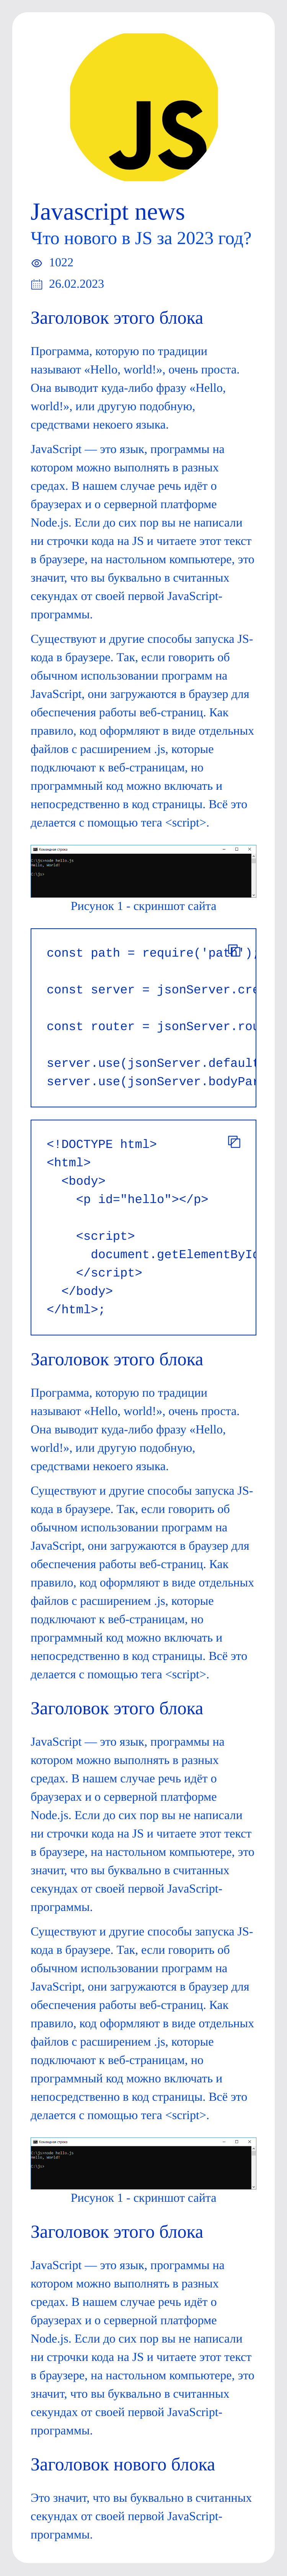 JS
Javascript news
Что нового в JS за 2023 год?
1022
26.02.2023
Заголовок этого блока
Программа, которую по традиции
называют «Hello, world!», очень проста.
Она выводит куда-либо фразу «Hello,
world!», или другую подобную,
средствами некоего языка.
JavaScript — это язык, программы на
котором можно выполнять в разных
средах. В нашем случае речь идёт о
браузерах и о серверной платформе
Node.js. Если до сих пор вы не написали
ни строчки кода на JS и читаете этот текст
в браузере, на настольном компьютере, это
значит, что вы буквально в считанных
секундах от своей первой JavaScript-
программы.
Существуют и другие способы запуска JS-
кода в браузере. Так, если говорить об
обычном использовании программ на
JavaScript, они загружаются в браузер для
обеспечения работы веб-страниц. Как
правило, код оформляют в виде отдельных
файлов с расширением .js, которые
подключают к веб-страницам, но
программный код можно включать и
непосредственно в код страницы. Всё это
делается с помощью тега <script>.
Командная строка
C:\js>node hello.js
Hello, World!
C:\js>
Рисунок 1 - скриншот сайта
const path = require('path');
const server = jsonServer.cre
const router = jsonServer.rou
server.use(jsonServer.default
server.use(jsonServer.bodyPar
<!DOCTYPE html>
<html>
<body>
<p id="hello"></p>
<script>
document.getElementById
</script>
</body>
</html>;
Заголовок этого блока
Программа, которую по традиции
называют «Hello, world!», очень проста.
Она выводит куда-либо фразу «Hello,
world!», или другую подобную,
средствами некоего языка.
Существуют и другие способы запуска JS-
кода в браузере. Так, если говорить об
обычном использовании программ на
JavaScript, они загружаются в браузер для
обеспечения работы веб-страниц. Как
правило, код оформляют в виде отдельных
файлов с расширением .js, которые
подключают к веб-страницам, но
программный код можно включать и
непосредственно в код страницы. Всё это
делается с помощью тега <script>.
Заголовок этого блока
JavaScript — это язык, программы на
котором можно выполнять в разных
средах. В нашем случае речь идёт о
браузерах и о серверной платформе
Node.js. Если до сих пор вы не написали
ни строчки кода на JS и читаете этот текст
в браузере, на настольном компьютере, это
значит, что вы буквально в считанных
секундах от своей первой JavaScript-
программы.
Существуют и другие способы запуска JS-
кода в браузере. Так, если говорить об
обычном использовании программ на
JavaScript, они загружаются в браузер для
обеспечения работы веб-страниц. Как
правило, код оформляют в виде отдельных
файлов с расширением .js, которые
подключают к веб-страницам, но
программный код можно включать и
непосредственно в код страницы. Всё это
делается с помощью тега <script>.
Командная строка
C:\js>node hello.js
Hello, World!
C:\js>
Рисунок 1 - скриншот сайта
Заголовок этого блока
JavaScript — это язык, программы на
котором можно выполнять в разных
средах. В нашем случае речь идёт о
браузерах и о серверной платформе
Node.js. Если до сих пор вы не написали
ни строчки кода на JS и читаете этот текст
в браузере, на настольном компьютере, это
значит, что вы буквально в считанных
секундах от своей первой JavaScript-
программы.
Заголовок нового блока
Это значит, что вы буквально в считанных
секундах от своей первой JavaScript-
программы.